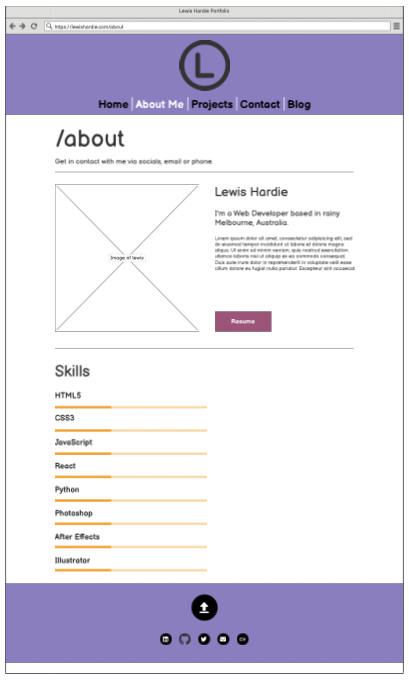 Lewis Hardie Portfolio
https://lewishardie.com/about
L
Home About Me Projects Contact Blog
/about
Get in contact with me via socials, email or phone.
Image of lewis
Lewis Hardie
I'm a Web Developer based in rainy
Melbourne, Australia.
Lorem ipsum dolor sit amet, consectetur adipisicing elit, sed
do eiusmod tempor incididunt ut labore et dolore magna
aliqua. Ut enim ad minim veniam, quis nostrud exercitation
ullamco laboris nisi ut aliquip ex ea commodo consequat.
Duis aute irure dolor in reprehenderit in voluptate velit esse
cillum dolore eu fugiat nulla pariatur. Excepteur sint occaecat
Resume
Skills
HTML5
CSS3
JavaScript
React
Python
Photoshop
After Effects
Illustrator
CV